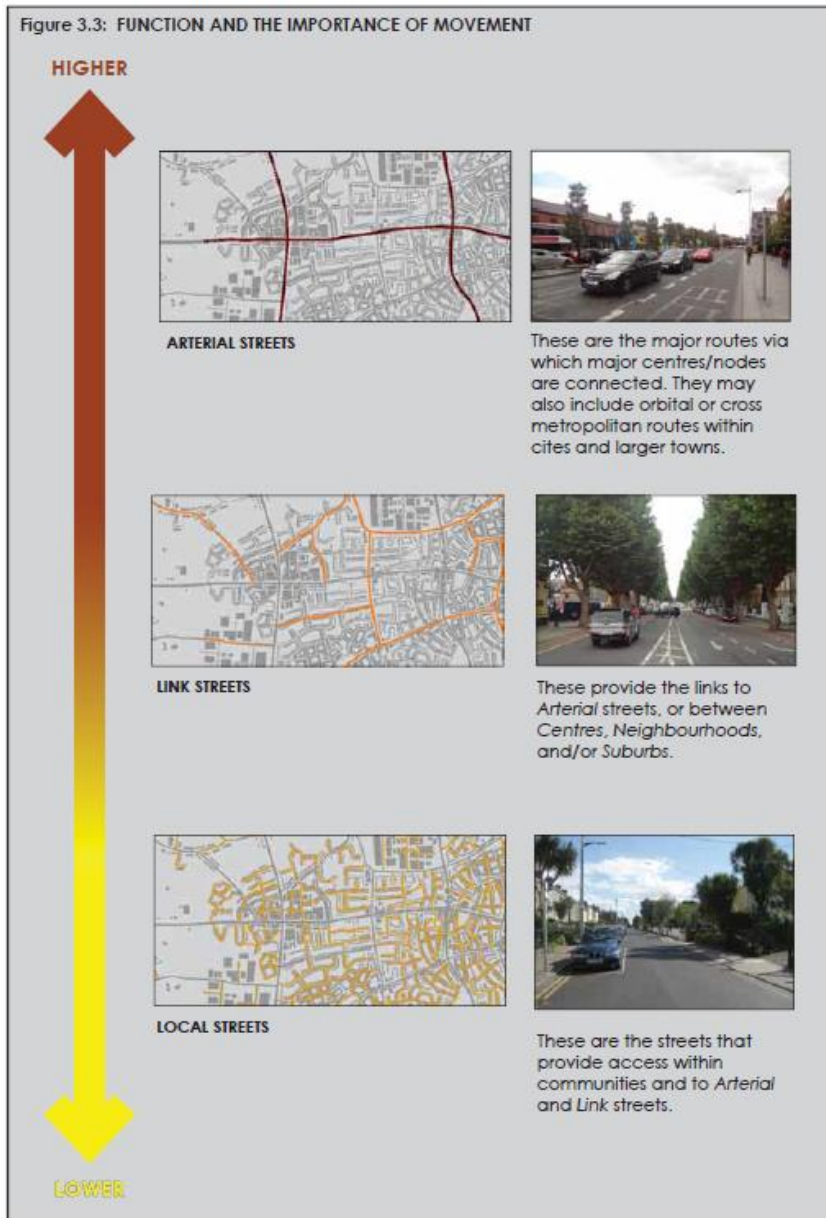 Figure 3.3: FUNCTION AND THE IMPORTANCE OF MOVEMENT
HIGHER
ARTERIAL STREETS
These are the major routes via
which major centres/nodes
are connected. They may
also include orbital or cross
metropolitan routes within
cites and larger towns.
LINK STREETS
These provide the links to
Arterial streets, or between
Centres, Neighbourhoods,
and/or Suburbs.
LOCAL STREETS
These are the streets that
provide access within
communities and to Arterial
and Link streets.
LOWER